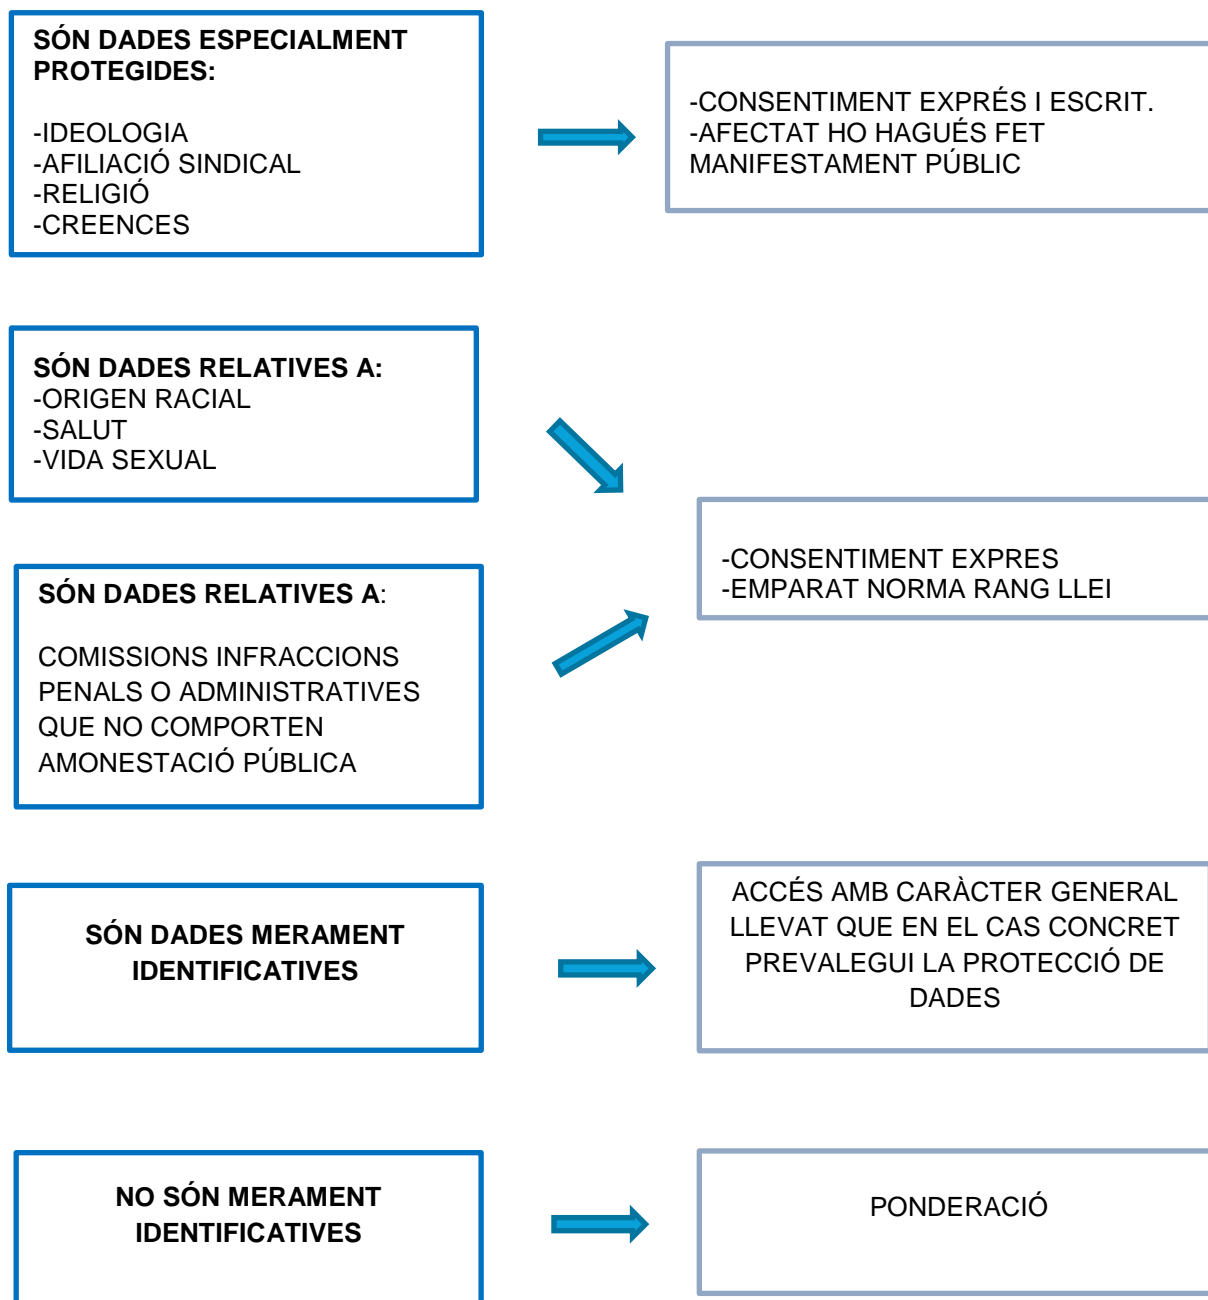 SÓN DADES ESPECIALMENT
PROTEGIDES:
-IDEOLOGIA
-AFILIACIÓ SINDICAL
-RELIGIÓ
-CREENCES
-CONSENTIMENT EXPRÉS I ESCRIT.
-AFECTAT HO HAGUÉS FET
MANIFESTAMENT PÚBLIC
SÓN DADES RELATIVES A:
-ORIGEN RACIAL
-SALUT
-VIDA SEXUAL
SÓN DADES RELATIVES A:
COMISSIONS INFRACCIONS
PENALS O ADMINISTRATIVES
QUE NO COMPORTEN
AMONESTACIÓ PÚBLICA
-CONSENTIMENT EXPRES
-EMPARAT NORMA RANG LLEI
SÓN DADES MERAMENT
IDENTIFICATIVES
ACCÉS AMB CARÀCTER GENERAL
LLEVAT QUE EN EL CAS CONCRET
PREVALEGUI LA PROTECCIÓ DE
DADES
NO SÓN MERAMENT
IDENTIFICATIVES
PONDERACIÓ